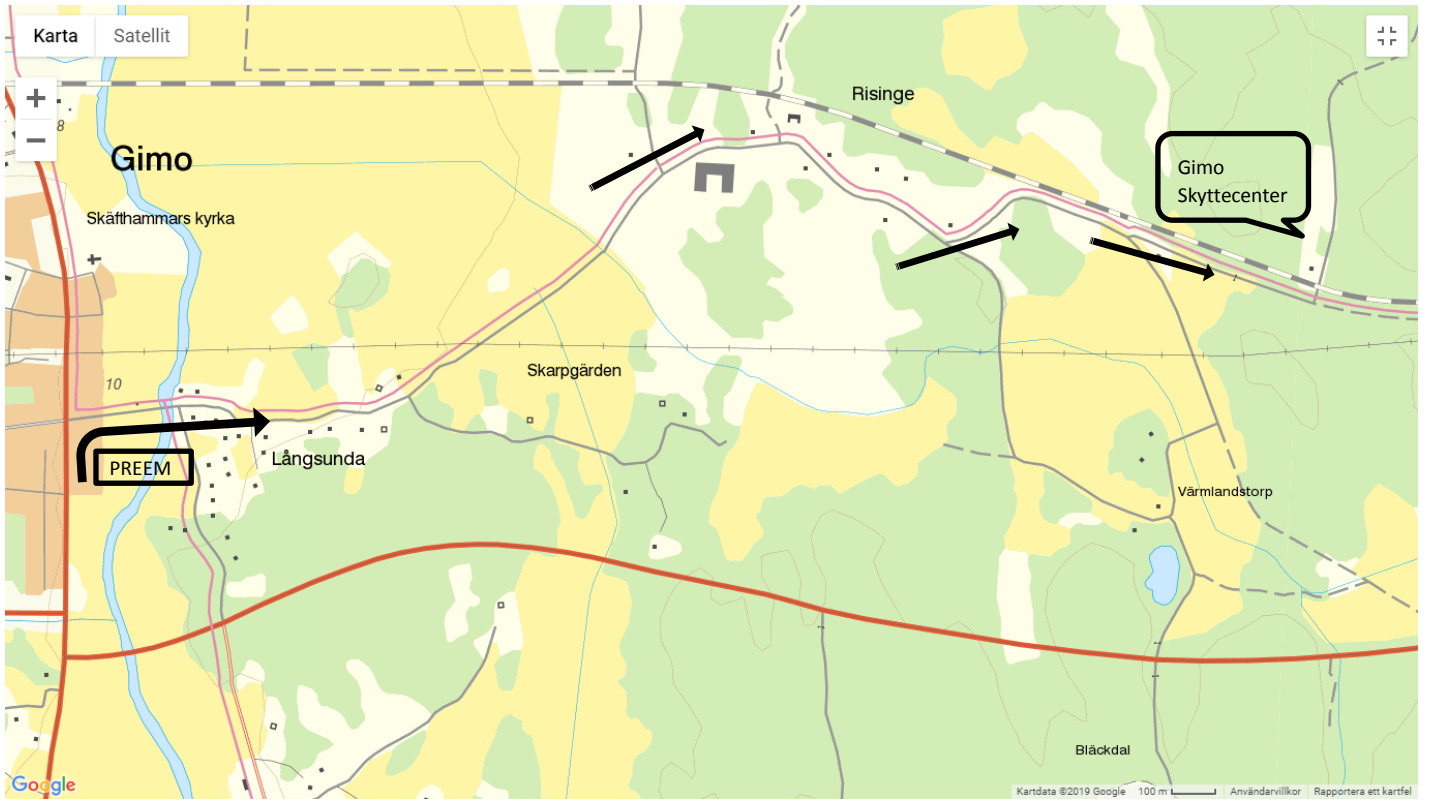 Karta Satellit
+
8
−
Gimo
Risinge
Gimo
Skyttecenter
Skäfthammars kyrka
Skarpgärden
10
PREEM
Långsunda
Värmlandstorp
Bläckdal
Google
Kartdata ©2019 Google 100 m Användarvillkor Rapportera ett kartfel